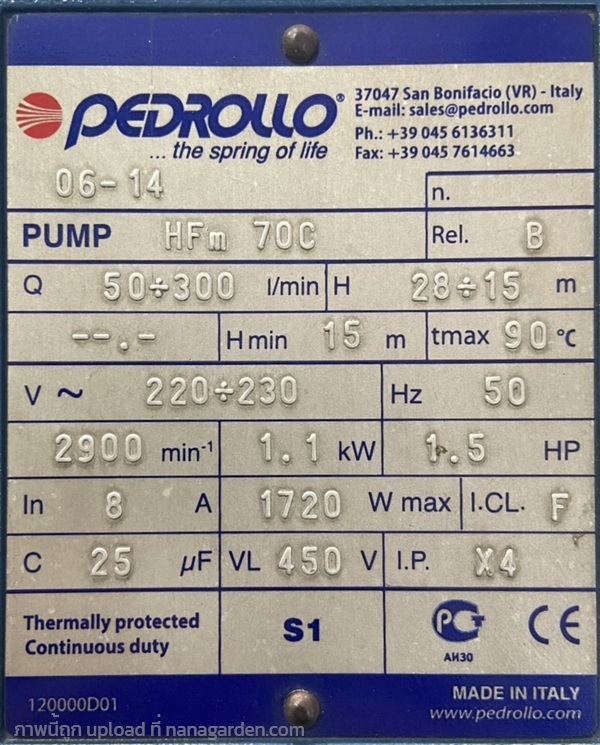 PEDROLLO®
... the spring of life
37047 San Bonifacio (VR) - Italy
E-mail: sales@pedrollo.com
Ph.: +39 045 6136311
Fax: +39 045 7614663
06-14 n.
PUMP HFm 70C Rel. B
Q 50÷300 l/min H 28÷15 m
--.- H min 15 m tmax 90 °C
V ~ 220÷230 Hz 50
2900 min-1 1.1 kW 1.5 HP
In 8 A 1720 W max I.CL. F
C 25 µF VL 450 V I.P. X4
Thermally protected
Continuous duty
S1
РСТ
АИ30
CE
120000D01
MADE IN ITALY
www.pedrollo.com
ภาพนี้ถูก upload ที่ nanagarden.com